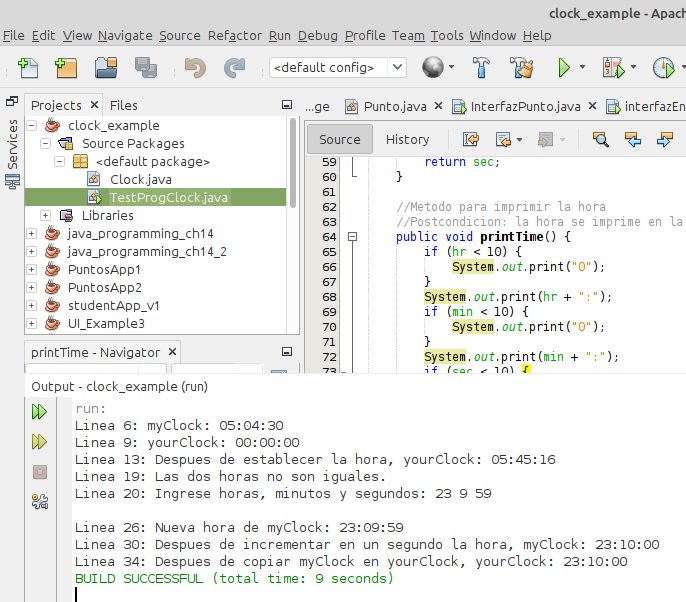 clock_example - Apac
File Edit View Navigate Source Refactor Run Debug Profile Team Tools Window Help
<default config>
Projects Files
Services
clock_example
Source Packages
<default package>
Clock.java
TestProgClock.java
Libraries
java_programming_ch14
java_programming_ch14_2
PuntosApp1
PuntosApp2
studentApp_v1
UI_Example3
printTime - Navigator
...ge Punto.java InterfazPunto.java interfazEn
Source History
59 return sec;
60 }
61
62 //Metodo para imprimir la hora
63 //Postcondicion: la hora se imprime en la
64 public void printTime() {
65 if (hr < 10) {
66 System.out.print("0");
67 }
68 System.out.print(hr + ":");
69 if (min < 10) {
70 System.out.print("0");
71 }
72 System.out.print(min + ":");
73 if (sec < 10) {
Output - clock_example (run)
run:
Linea 6: myClock: 05:04:30
Linea 9: yourClock: 00:00:00
Linea 13: Despues de establecer la hora, yourClock: 05:45:16
Linea 19: Las dos horas no son iguales.
Linea 20: Ingrese horas, minutos y segundos: 23 9 59
Linea 26: Nueva hora de myClock: 23:09:59
Linea 30: Despues de incrementar en un segundo la hora, myClock: 23:10:00
Linea 34: Despues de copiar myClock en yourClock, yourClock: 23:10:00
BUILD SUCCESSFUL (total time: 9 seconds)